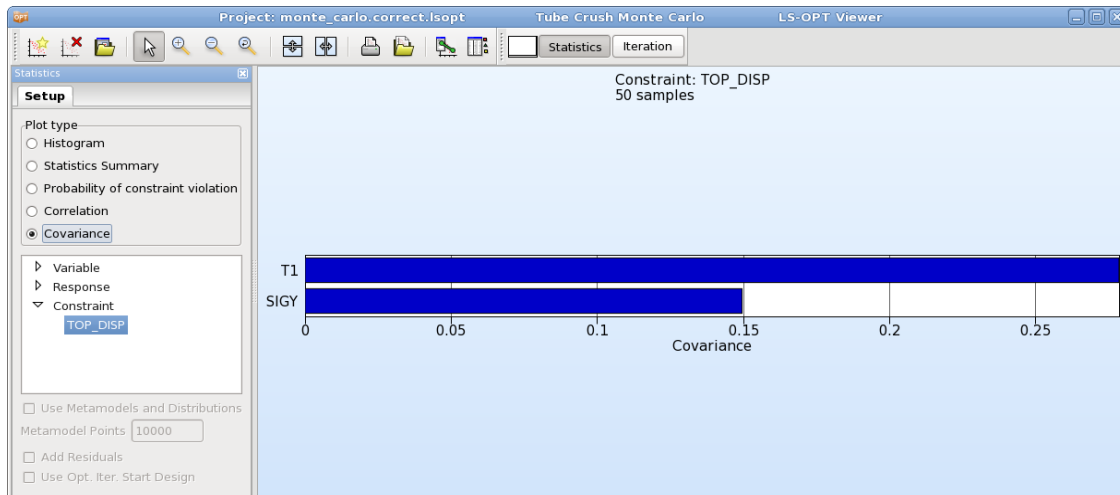 OPT Project: monte_carlo.correct.lsopt Tube Crush Monte Carlo LS-OPT Viewer
Statistics Iteration
Statistics
Setup
Plot type
Histogram
Statistics Summary
Probability of constraint violation
Correlation
Covariance
Variable
Response
Constraint
TOP_DISP
Use Metamodels and Distributions
Metamodel Points 10000
Add Residuals
Use Opt. Iter. Start Design
Constraint: TOP_DISP
50 samples
T1
SIGY
0 0.05 0.1 0.15 0.2 0.25
Covariance